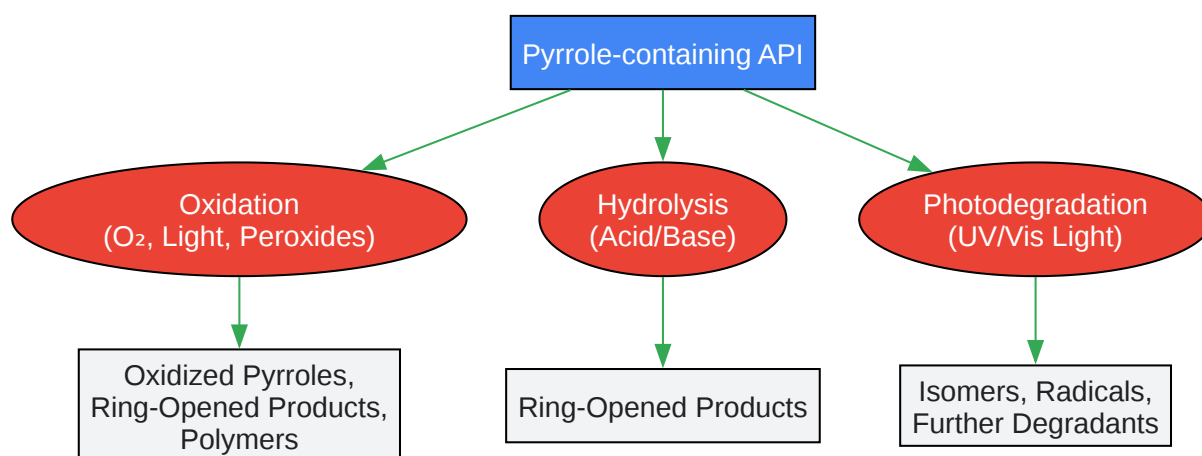 Pyrrole-containing API
Oxidation
(O₂, Light, Peroxides)
Hydrolysis
(Acid/Base)
Photodegradation
(UV/Vis Light)
Oxidized Pyrroles,
Ring-Opened Products,
Polymers
Ring-Opened Products
Isomers, Radicals,
Further Degradants